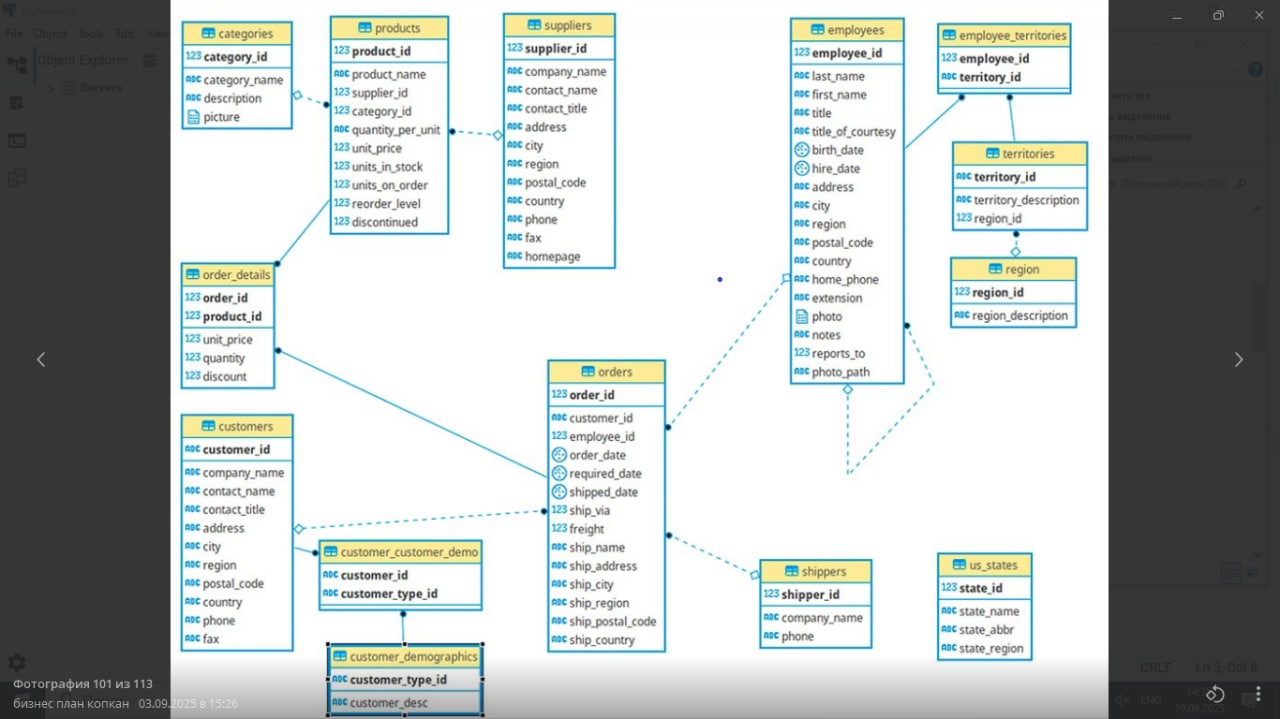 pgAdmin 4
File Object Tools Edit View
Object Explorer
Servers
categories
123 category_id
ABC category_name
ABC description
picture
products
123 product_id
ABC product_name
123 supplier_id
123 category_id
ABC quantity_per_unit
123 unit_price
123 units_in_stock
123 units_on_order
123 reorder_level
123 discontinued
suppliers
123 supplier_id
ABC company_name
ABC contact_name
ABC contact_title
ABC address
ABC city
ABC region
ABC postal_code
ABC country
ABC phone
ABC fax
ABC homepage
employees
123 employee_id
ABC last_name
ABC first_name
ABC title
ABC title_of_courtesy
birth_date
hire_date
ABC address
ABC city
ABC region
ABC postal_code
ABC country
ABC home_phone
ABC extension
photo
ABC notes
123 reports_to
ABC photo_path
employee_territories
123 employee_id
ABC territory_id
territories
ABC territory_id
ABC territory_description
123 region_id
region
123 region_id
ABC region_description
order_details
123 order_id
123 product_id
123 unit_price
123 quantity
123 discount
customers
ABC customer_id
ABC company_name
ABC contact_name
ABC contact_title
ABC address
ABC city
ABC region
ABC postal_code
ABC country
ABC phone
ABC fax
customer_customer_demo
ABC customer_id
ABC customer_type_id
customer_demographics
ABC customer_type_id
ABC customer_desc
orders
123 order_id
ABC customer_id
123 employee_id
order_date
required_date
shipped_date
123 ship_via
123 freight
ABC ship_name
ABC ship_address
ABC ship_city
ABC ship_region
ABC ship_postal_code
ABC ship_country
shippers
123 shipper_id
ABC company_name
ABC phone
us_states
123 state_id
ABC state_name
ABC state_abbr
ABC state_region
выделение
Локальный диск (D:)
CRLF Ln 3, Col 8
ENG
19.09.2025
Фотография 101 из 113
бизнес план копкан 03.09.2025 в 15:26